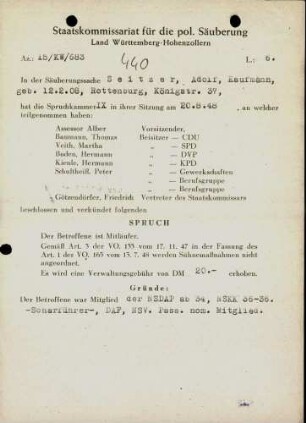 Staatskommissariat für die pol. Säuberung
Land Württemberg-Hohenzollern
Az: 15/KW/683
L: 6.
440
In der Säuberungssache Seitzer, Adolf, Kaufmann,
geb. 12.2.08, Rottenburg, Königstr. 37,
hat die Spruchkammer IX in ihrer Sitzung am 20.8.48, an welcher
teilgenommen haben:
Assessor Alber Vorsitzender,
Baumann, Thomas Beisitzer — CDU
Veith, Martha „ — SPD
Baden, Hermann „ — DVP
Kienle, Hermann „ — KPD
Schultheiß, Peter „ — Gewerkschaften
„ — Berufsgruppe
„ — Berufsgruppe
Götzendörfer, Friedrich Vertreter des Staatskommissars
beschlossen und verkündet folgenden
SPRUCH
Der Betroffene ist Mitläufer.
Gemäß Art. 3 der VO. 133 vom 17. 11. 47 in der Fassung des
Art. 1 der VO. 165 vom 13. 7. 48 werden Sühnemaßnahmen nicht
angeordnet.
Es wird eine Verwaltungsgebühr von DM 20.- erhoben.
Gründe:
Der Betroffene war Mitglied der NSDAP ab 34, NSKK 36-36.
-Scharführer-, DAF, NSV. Pass. nom. Mitglied.